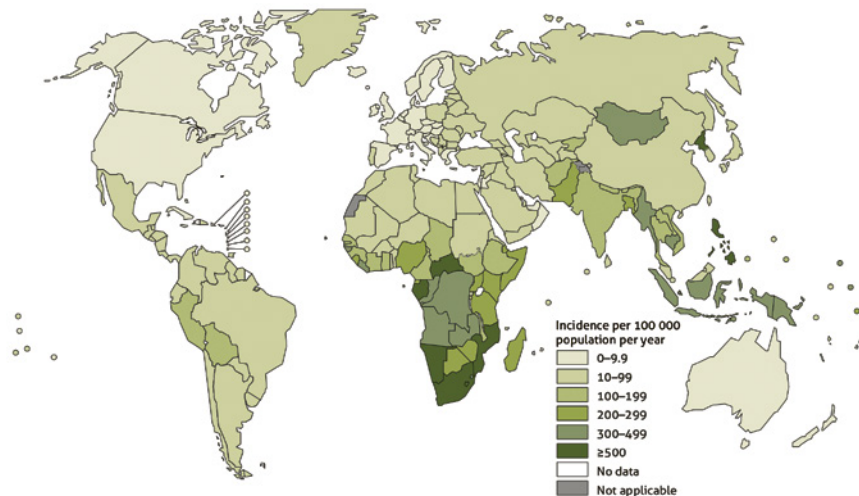 Incidence per 100 000
population per year
0–9.9
10–99
100–199
200–299
300–499
≥500
No data
Not applicable